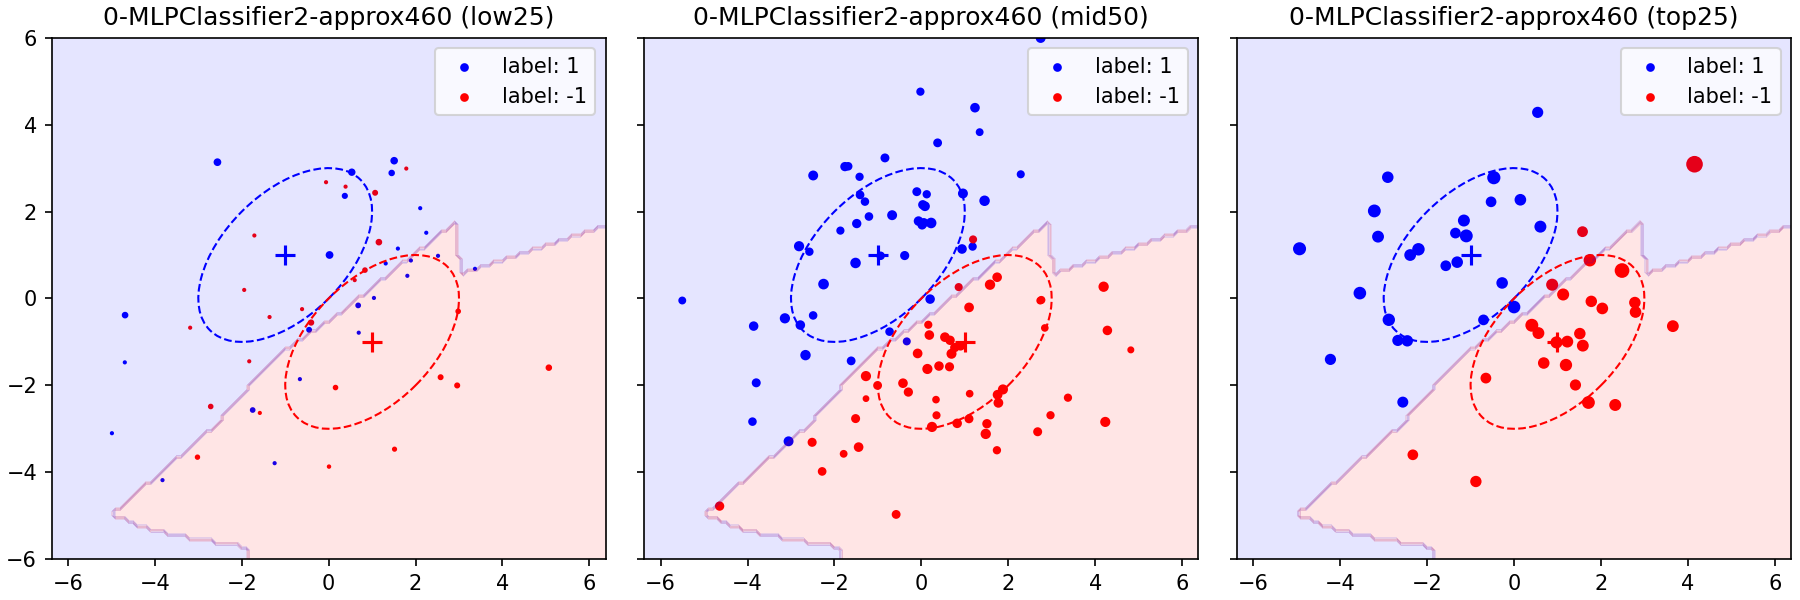 0-MLPClassifier2-approx460 (low25)
0-MLPClassifier2-approx460 (mid50)
0-MLPClassifier2-approx460 (top25)
label: 1
label: -1
label: 1
label: -1
label: 1
label: -1
6
4
2
0
−2
−4
−6
−6 −4 −2 0 2 4 6
−6 −4 −2 0 2 4 6
−6 −4 −2 0 2 4 6